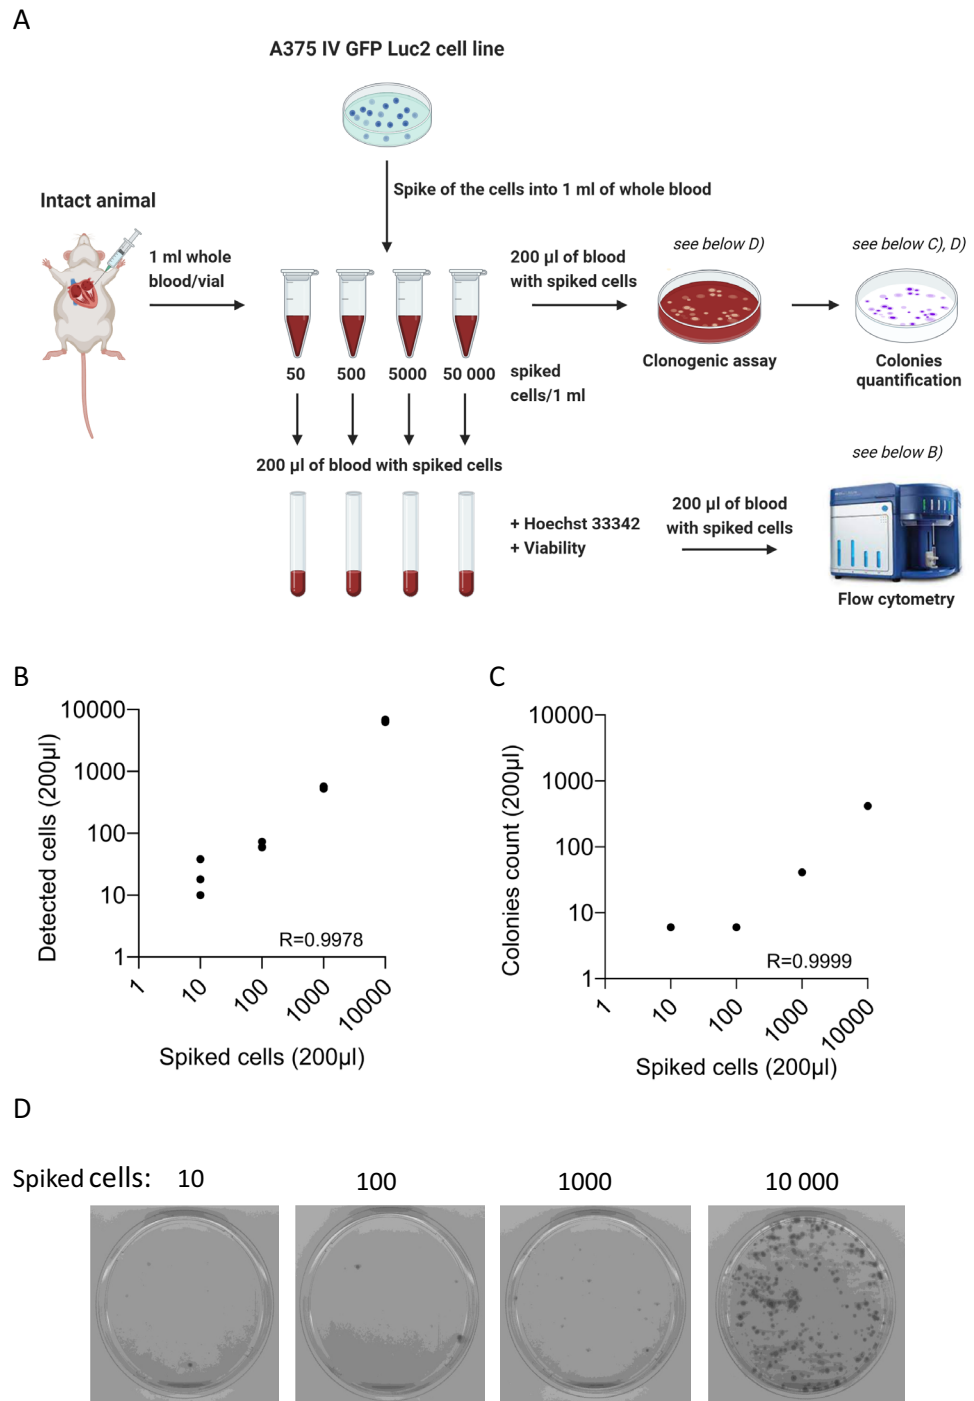 A
A375 IV GFP Luc2 cell line
Spike of the cells into 1 ml of whole blood
Intact animal
1 ml whole
blood/vial
200 µl of blood
with spiked cells
see below D)
see below C), D)
Clonogenic assay
Colonies
quantification
50 500 5000 50 000
spiked
cells/1 ml
200 µl of blood with spiked cells
+ Hoechst 33342
+ Viability
200 µl of blood
with spiked cells
see below B)
Flow cytometry
B
Detected cells (200µl)
10000
1000
100
10
1
R=0.9978
1 10 100 1000 10000
Spiked cells (200µl)
C
Colonies count (200µl)
10000
1000
100
10
1
R=0.9999
1 10 100 1000 10000
Spiked cells (200µl)
D
Spiked cells: 10 100 1000 10 000